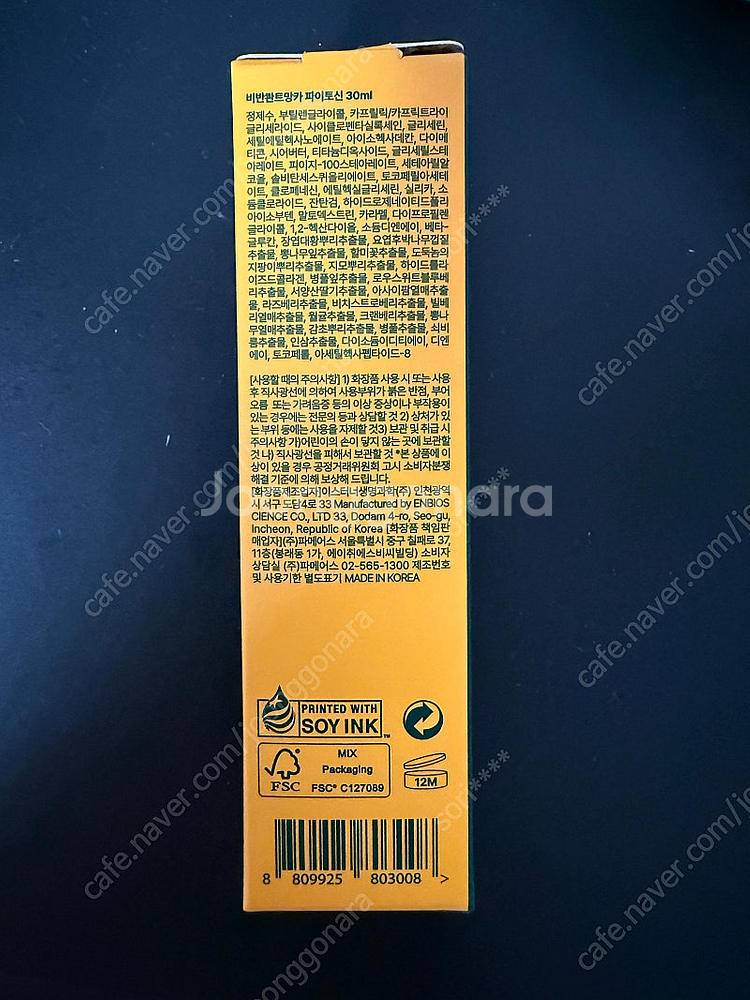 비반콴트망카 파이토신 30ml
정제수, 부틸렌글라이콜, 카프릴릭/카프릭트라이
글리세라이드, 사이클로펜타실록세인, 글리세린,
세틸에틸헥사노에이트, 아이소헥사데칸, 다이메
티콘, 시어버터, 티타늄디옥사이드, 글리세릴스테
아레이트, 피이지-100스테아레이트, 세테아릴알
코올, 솔비탄세스퀴올리에이트, 토코페릴아세테
이트, 클로페네신, 에틸헥실글리세린, 실리카, 소
듐클로라이드, 잔탄검, 하이드로제네이티드폴리
아이소부텐, 말토덱스트린, 카라멜, 다이프로필렌
글라이콜, 1,2-헥산다이올, 소듐디엔에이, 베타-
글루칸, 장엽대황뿌리추출물, 요엽후박나무껍질
추출물, 뽕나무잎추출물, 할미꽃추출물, 도둑놈의
지팡이뿌리추출물, 지모뿌리추출물, 하이드롤라
이즈드콜라겐, 병풀잎추출물, 로우스위트블루베
리추출물, 서양산딸기추출물, 아사이팜열매추출
물, 라즈베리추출물, 비치스트로베리추출물, 빌베
리열매추출물, 월귤추출물, 크랜베리추출물, 뽕나
무열매추출물, 감초뿌리추출물, 병풀추출물, 쇠비
름추출물, 인삼추출물, 다이소듐이디티에이, 디엔
에이, 토코페롤, 아세틸헥사펩타이드-8
[사용할 때의 주의사항] 1) 화장품 사용 시 또는 사용
후 직사광선에 의하여 사용부위가 붉은 반점, 부어
오름 또는 가려움증 등의 이상 증상이나 부작용이
있는 경우에는 전문의 등과 상담할 것 2) 상처가 있
는 부위 등에는 사용을 자제할 것3) 보관 및 취급 시
주의사항 가)어린이의 손이 닿지 않는 곳에 보관할
것 나) 직사광선을 피해서 보관할 것 *본 상품에 이
상이 있을 경우 공정거래위원회 고시 소비자분쟁
해결 기준에 의해 보상해 드립니다.
[화장품제조업자]이스터너생명과학(주) 인천광역
시 서구 도담4로 33 Manufactured by ENBIOS
CIENCE CO., LTD 33, Dodam 4-ro, Seo-gu,
Incheon, Republic of Korea [화장품 책임판
매업자](주)파메어스 서울특별시 중구 칠패로 37,
11층(봉래동 1가, 에이취에스비씨빌딩) 소비자
상담실 (주)파메어스 02-565-1300 제조번호
및 사용기한 별도표기 MADE IN KOREA
PRINTED WITH
SOY INK™
MIX
Packaging
FSC FSC® C127089
12M
8 809925 803008 >
Joonggonara
cafe.naver.com/joonggonara